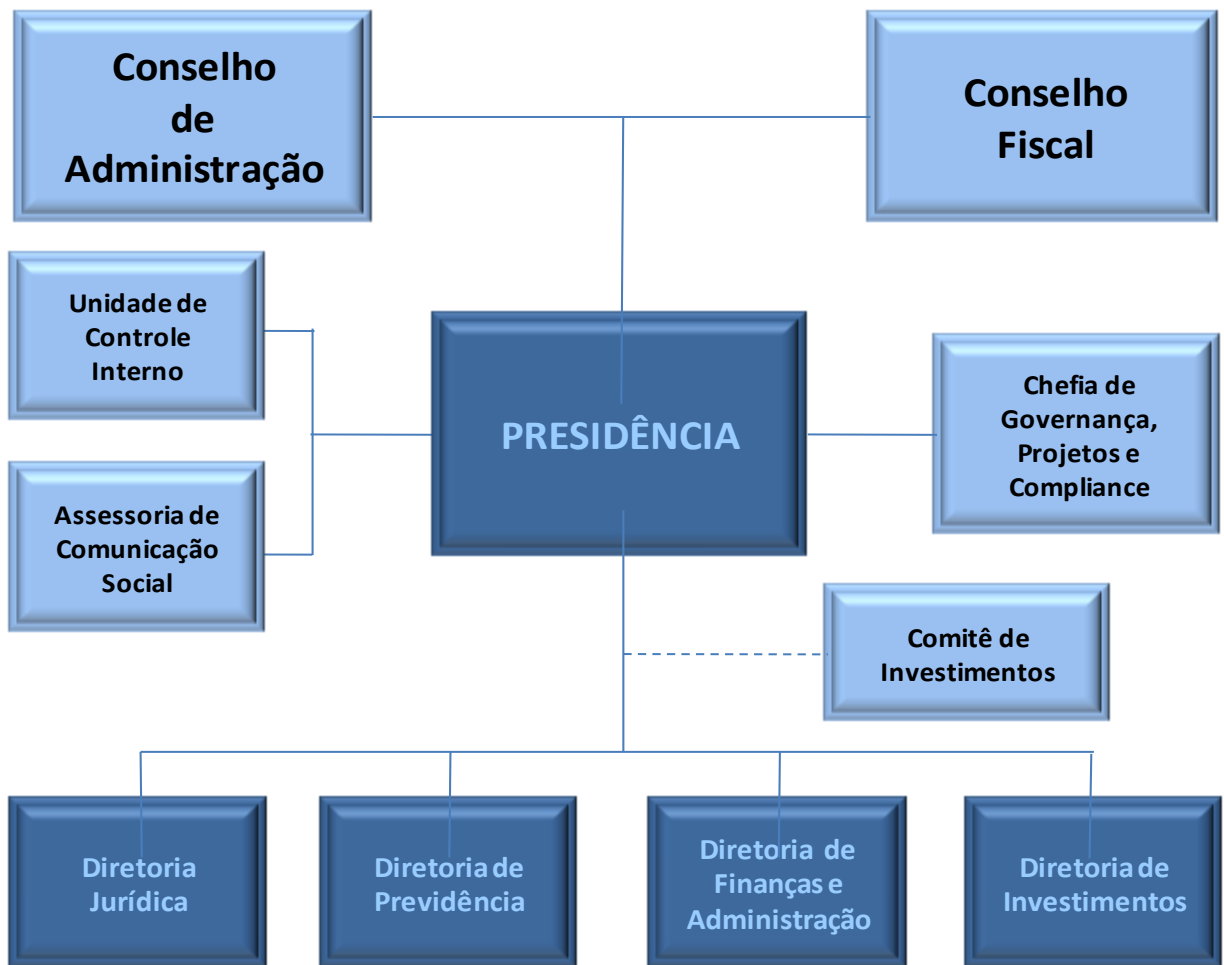 Conselho
de
Administração
Conselho
Fiscal
Unidade de
Controle
Interno
PRESIDÊNCIA
Chefia de
Governança,
Projetos e
Compliance
Assessoria de
Comunicação
Social
Comitê de
Investimentos
Diretoria
Jurídica
Diretoria de
Previdência
Diretoria de
Finanças e
Administração
Diretoria de
Investimentos